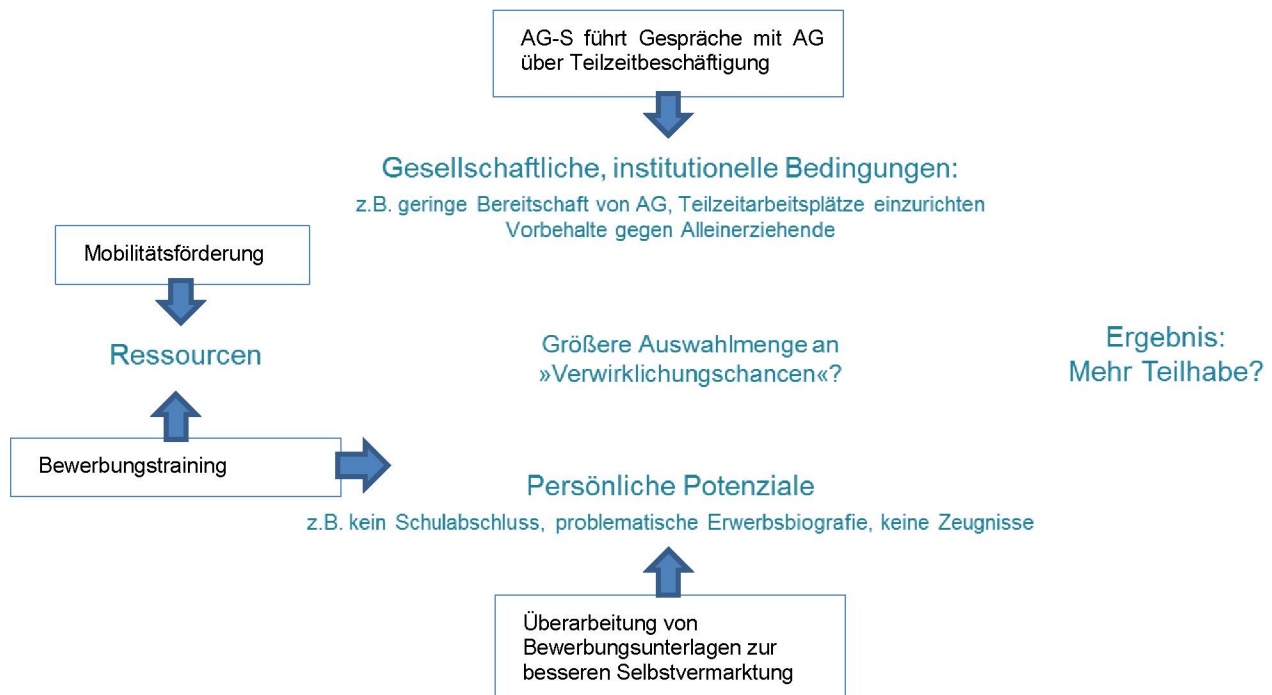 AG-S führt Gespräche mit AG
über Teilzeitbeschäftigung
Gesellschaftliche, institutionelle Bedingungen:
z.B. geringe Bereitschaft von AG, Teilzeitarbeitsplätze einzurichten
Vorbehalte gegen Alleinerziehende
Mobilitätsförderung
Ressourcen
Größere Auswahlmenge an
»Verwirklichungschancen«?
Ergebnis:
Mehr Teilhabe?
Bewerbungstraining
Persönliche Potenziale
z.B. kein Schulabschluss, problematische Erwerbsbiografie, keine Zeugnisse
Überarbeitung von
Bewerbungsunterlagen zur
besseren Selbstvermarktung